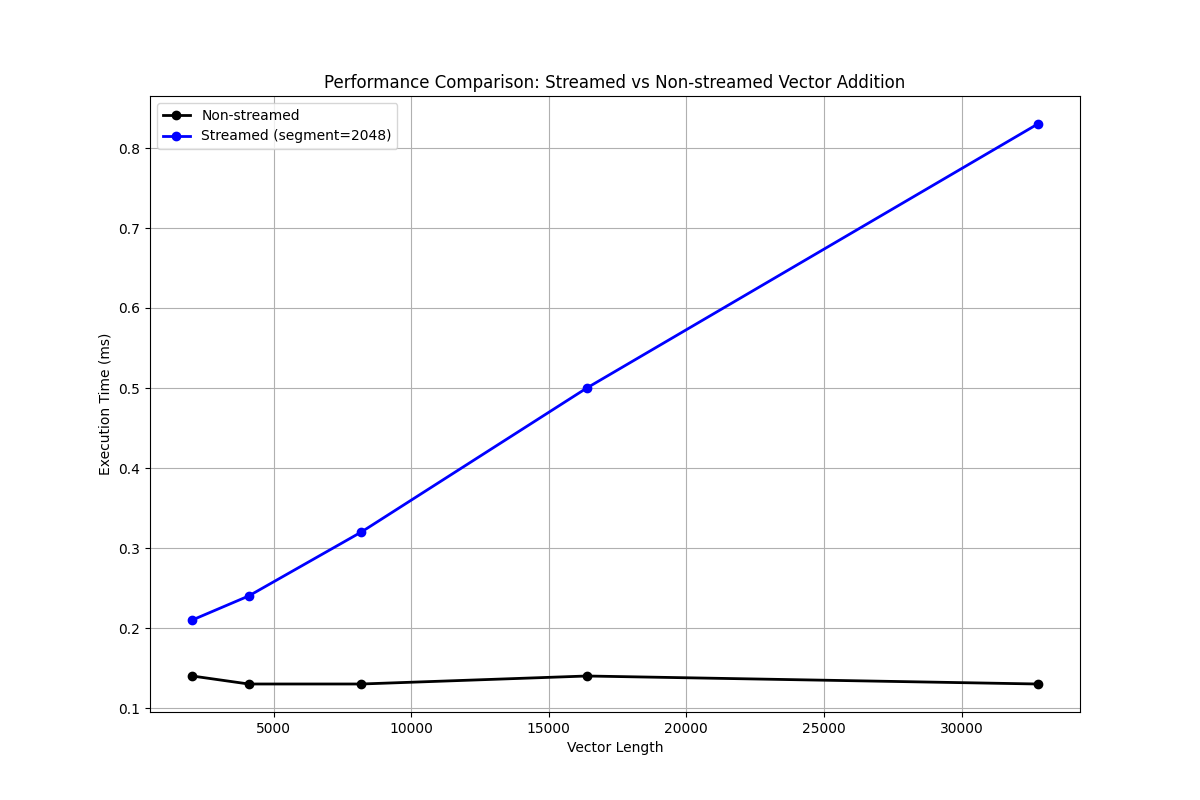 Performance Comparison: Streamed vs Non-streamed Vector Addition
Non-streamed
Streamed (segment=2048)
Execution Time (ms)
0.8
0.7
0.6
0.5
0.4
0.3
0.2
0.1
5000 10000 15000 20000 25000 30000
Vector Length